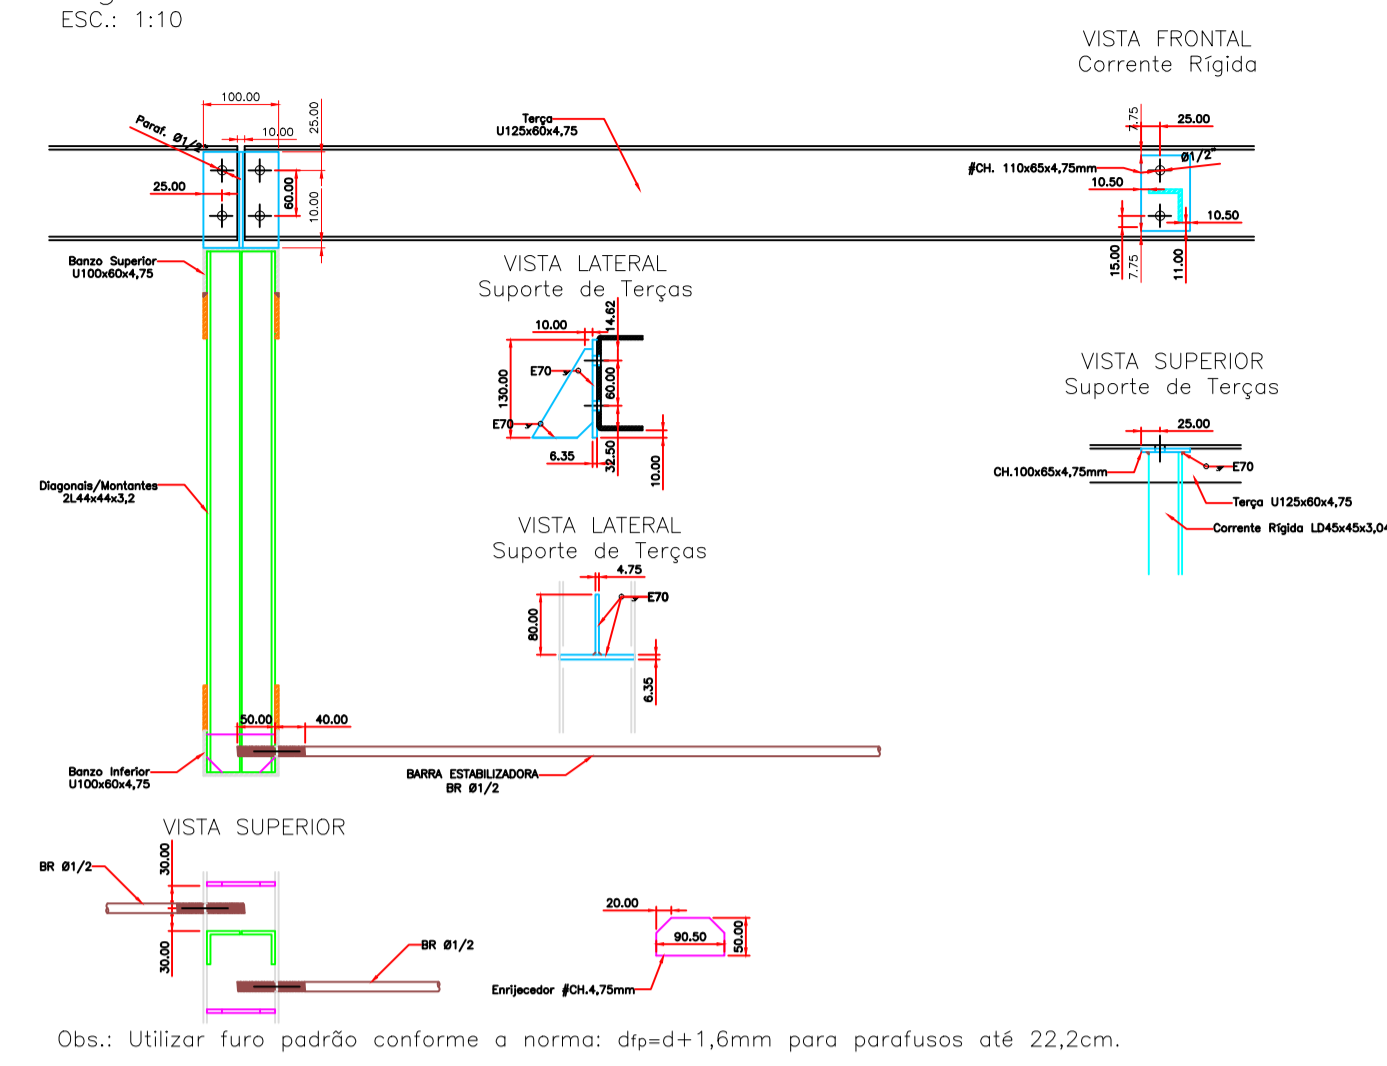 ESC.: 1:10
VISTA FRONTAL
Corrente Rígida
100.00
10.00
25.00
Paraf. Ø1/2"
25.00
60.00
10.00
Terça
U125x60x4,75
7.75
25.00
Ø1/2"
#CH. 110x65x4,75mm
10.50
10.50
15.00
7.75
11.00
Banzo Superior
U100x60x4,75
VISTA LATERAL
Suporte de Terças
10.00
14.62
E70
130.00
60.00
E70
6.35
32.50
10.00
VISTA SUPERIOR
Suporte de Terças
25.00
CH.100x65x4,75mm
E70
Terça U125x60x4,75
Corrente Rígida LD45x45x3,04
Diagonais/Montantes
2L44x44x3,2
VISTA LATERAL
Suporte de Terças
4.75
E70
80.00
6.35
50.00
40.00
Banzo Inferior
U100x60x4,75
BARRA ESTABILIZADORA
BR Ø1/2
VISTA SUPERIOR
BR Ø1/2
30.00
30.00
BR Ø1/2
20.00
90.50
50.00
Enrijecedor #CH.4,75mm
Obs.: Utilizar furo padrão conforme a norma: dfp=d+1,6mm para parafusos até 22,2cm.